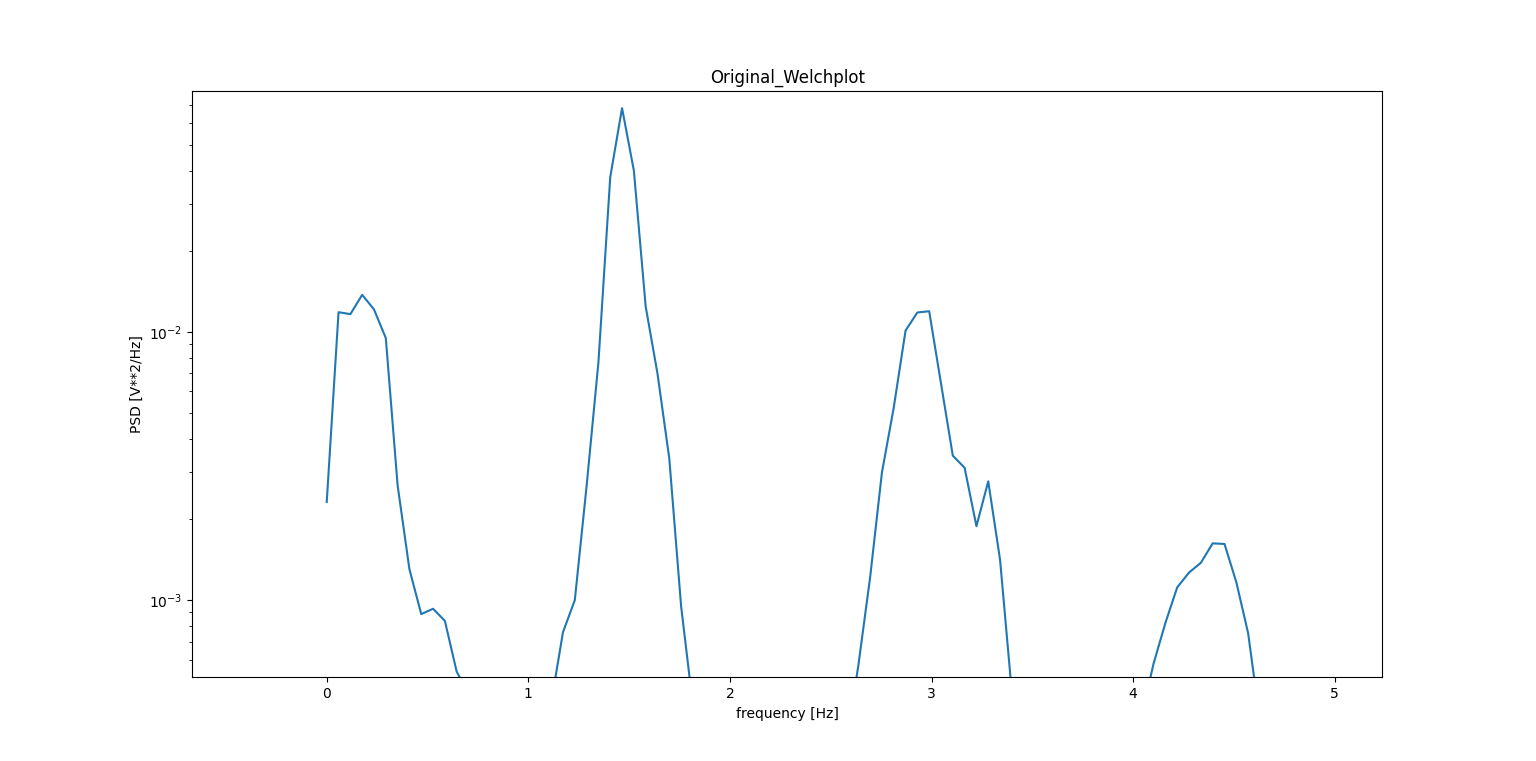 Original_Welchplot
PSD [V**2/Hz]
10⁻²
10⁻³
0 1 2 3 4 5
frequency [Hz]